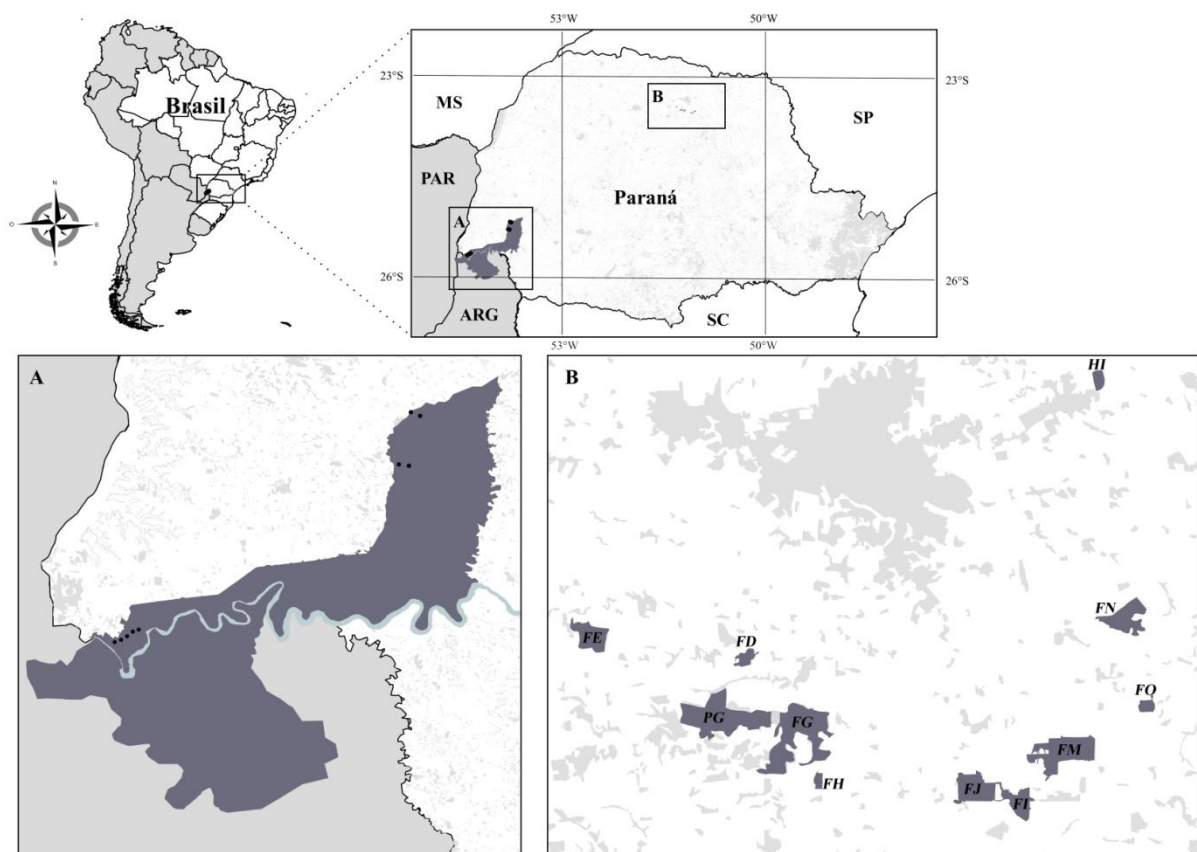 53°W 50°W
Brasil
23°S 23°S
MS B SP
PAR
Paraná
N
O E
S
A
26°S 26°S
ARG SC
53°W 50°W
A
B
HI
FN
FE
FD
FO
PG FG
FM
FH FJ
FI